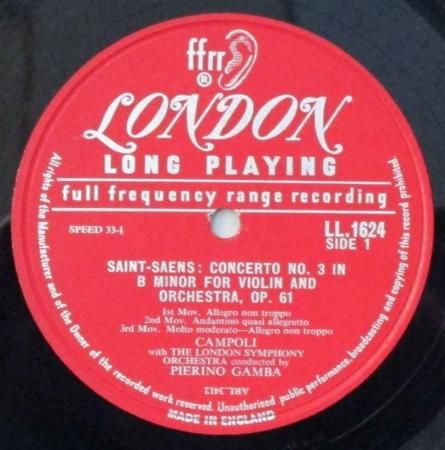 ffrr
®
LONDON
LONG PLAYING
full frequency range recording
SPEED 33-⅓
LL.1624
SIDE 1
SAINT-SAENS: CONCERTO NO. 3 IN
B MINOR FOR VIOLIN AND
ORCHESTRA, OP. 61
1st Mov. Allegro non troppo
2nd Mov. Andantino quasi allegretto
3rd Mov. Molto moderato—Allegro non troppo
CAMPOLI
with THE LONDON SYMPHONY
ORCHESTRA conducted by
PIERINO GAMBA
ARL.3412
All rights of the Manufacturer and of the Owner of the recorded work reserved. Unauthorised public performance, broadcasting and copying of this record prohibited.
MADE IN ENGLAND